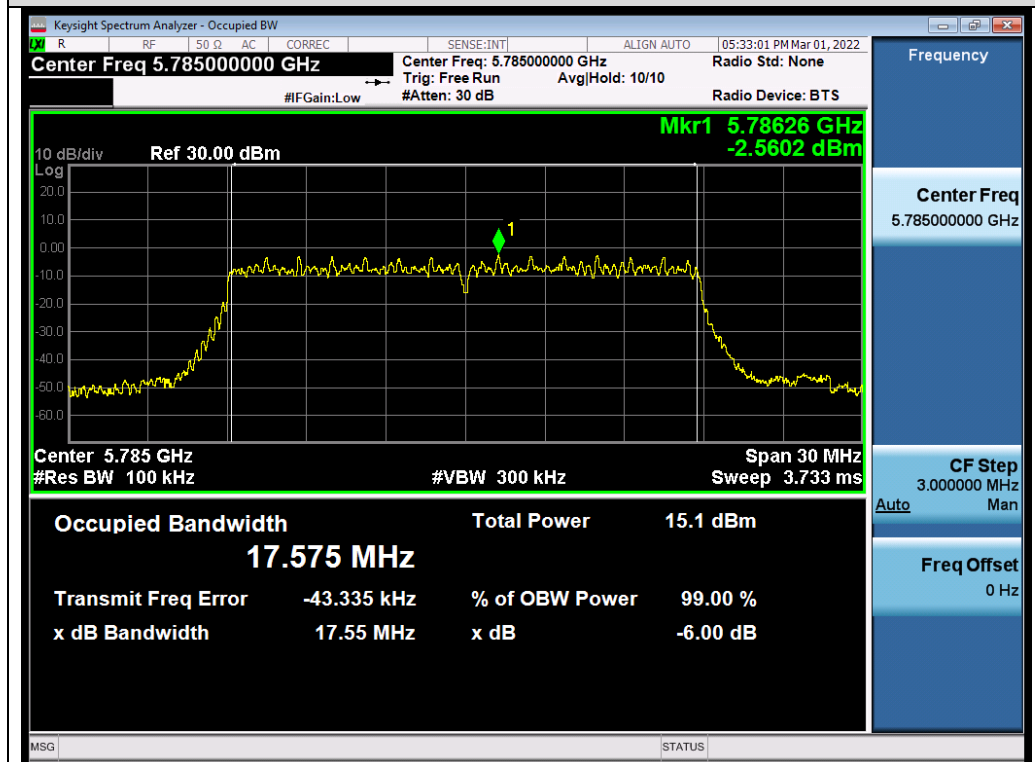 Keysight Spectrum Analyzer - Occupied BW
LXI R RF 50 Ω AC CORREC SENSE:INT ALIGN AUTO 05:33:01 PM Mar 01, 2022
Center Freq 5.785000000 GHz
Center Freq: 5.785000000 GHz Radio Std: None
Trig: Free Run Avg|Hold: 10/10
#IFGain:Low #Atten: 30 dB Radio Device: BTS
Mkr1 5.78626 GHz
10 dB/div Ref 30.00 dBm -2.5602 dBm
Log
20.0
10.0
1
0.00
-10.0
-20.0
-30.0
-40.0
-50.0
-60.0
Center 5.785 GHz Span 30 MHz
#Res BW 100 kHz #VBW 300 kHz Sweep 3.733 ms
Occupied Bandwidth Total Power 15.1 dBm
17.575 MHz
Transmit Freq Error -43.335 kHz % of OBW Power 99.00 %
x dB Bandwidth 17.55 MHz x dB -6.00 dB
Frequency
Center Freq
5.785000000 GHz
CF Step
3.000000 MHz
Auto Man
Freq Offset
0 Hz
MSG STATUS